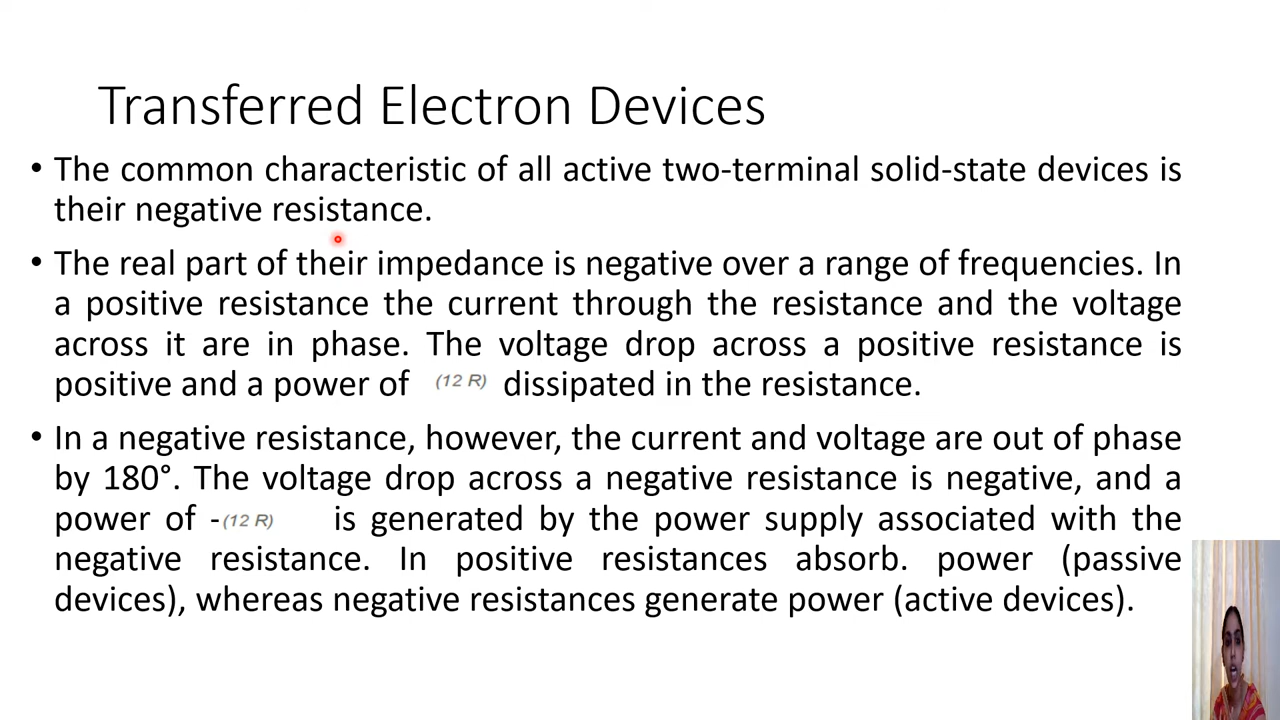 Transferred Electron Devices
• The common characteristic of all active two-terminal solid-state devices is
their negative resistance.
• The real part of their impedance is negative over a range of frequencies. In
a positive resistance the current through the resistance and the voltage
across it are in phase. The voltage drop across a positive resistance is
positive and a power of (12 R) dissipated in the resistance.
• In a negative resistance, however, the current and voltage are out of phase
by 180°. The voltage drop across a negative resistance is negative, and a
power of -(12 R) is generated by the power supply associated with the
negative resistance. In positive resistances absorb. power (passive
devices), whereas negative resistances generate power (active devices).